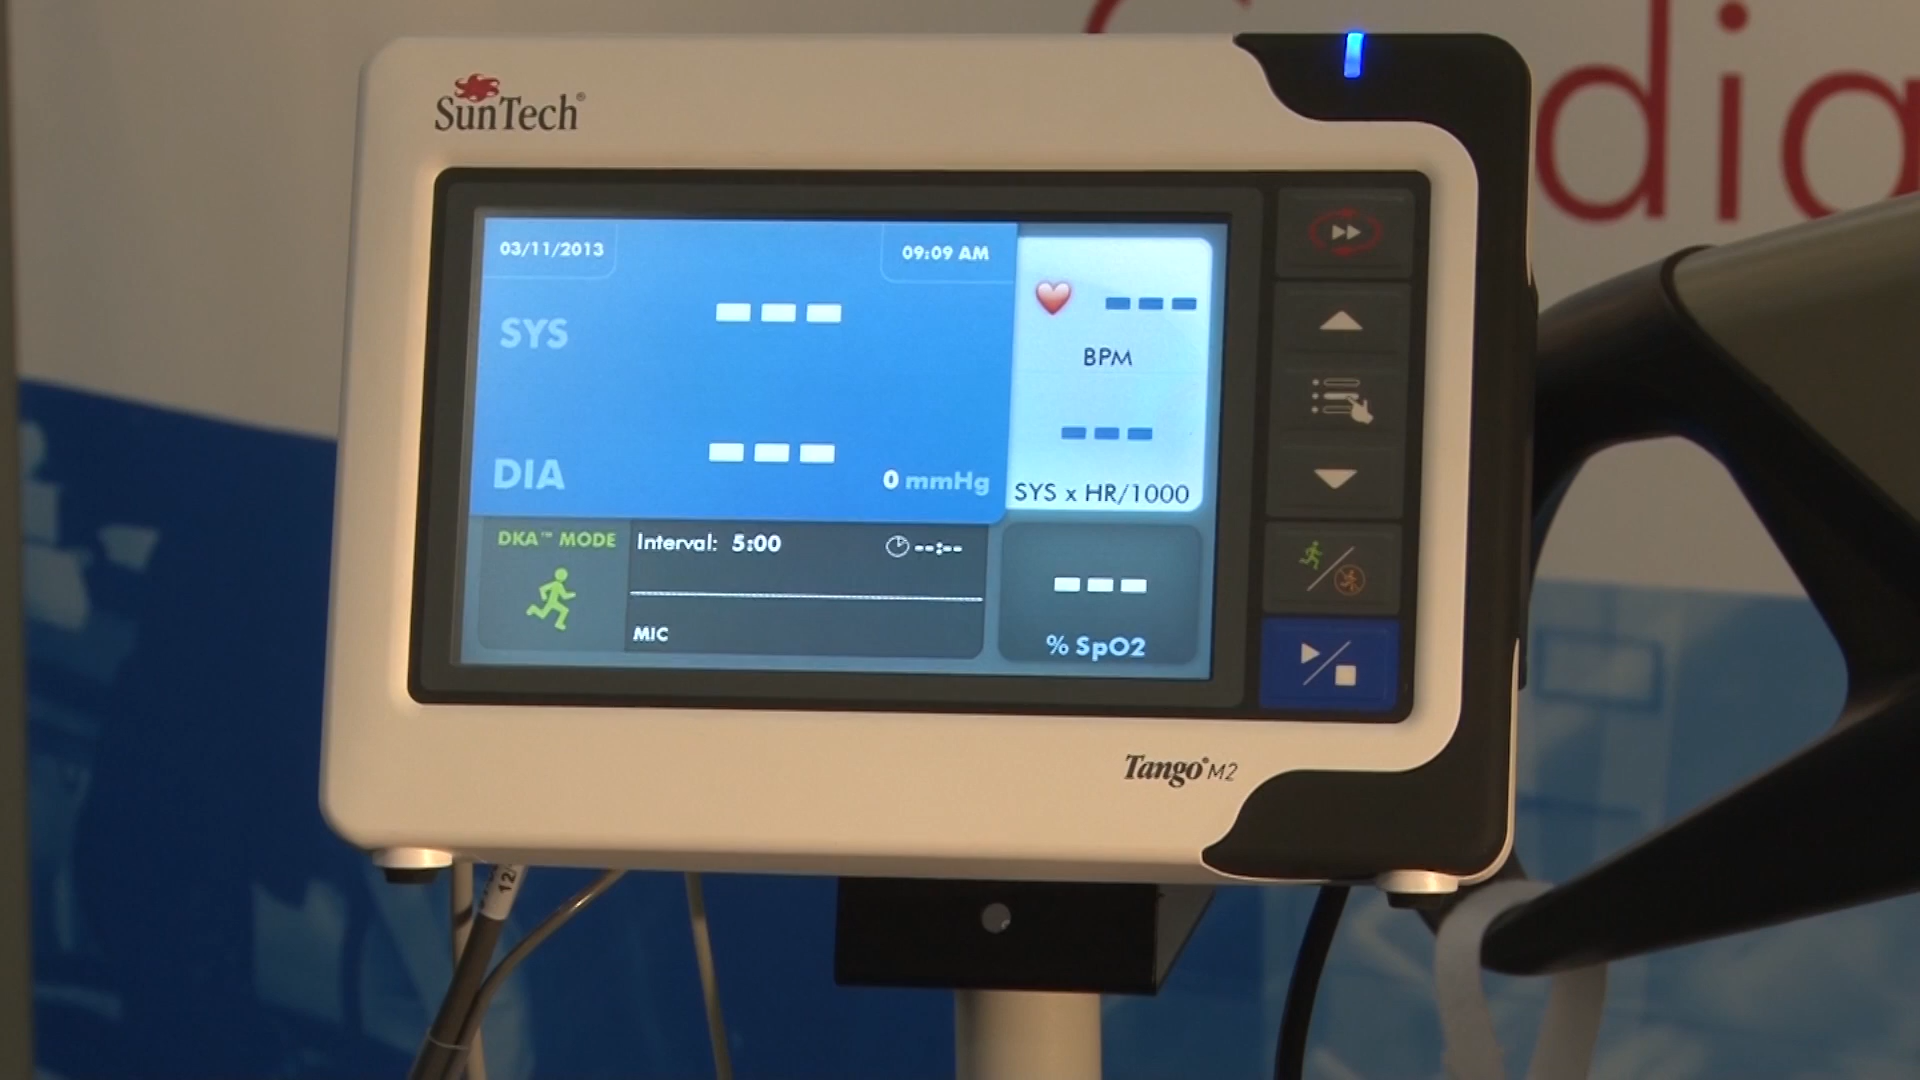 SunTech®
03/11/2013
09:09 AM
SYS
---
DIA
---
0 mmHg
---
BPM
---
SYS x HR/1000
DKA™ MODE
Interval: 5:00
--:--
MIC
---
% SpO2
Tango® M2
12/
dia